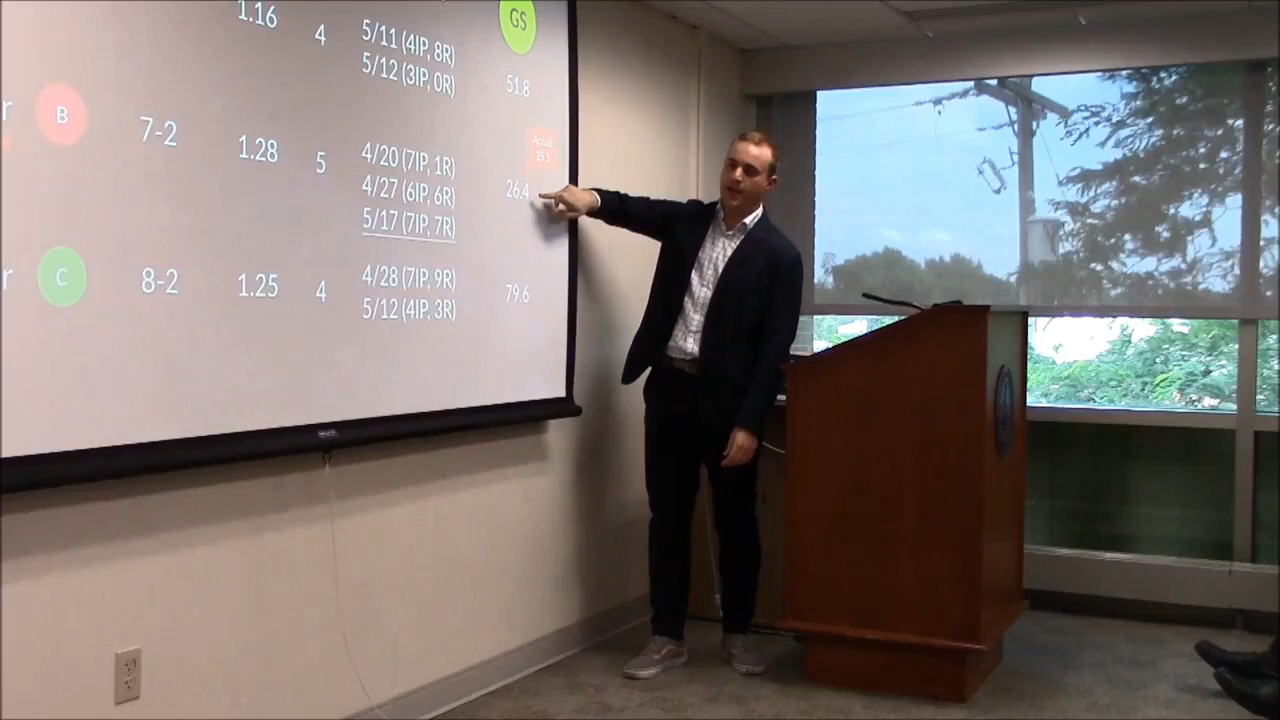 1.16
4
5/11 (4IP, 8R)
5/12 (3IP, 0R)
GS
51.8
r
B
7-2
1.28
5
4/20 (7IP, 1R)
4/27 (6IP, 6R)
5/17 (7IP, 7R)
Actual
25.5
26.4
r
C
8-2
1.25
4
4/28 (7IP, 9R)
5/12 (4IP, 3R)
79.6